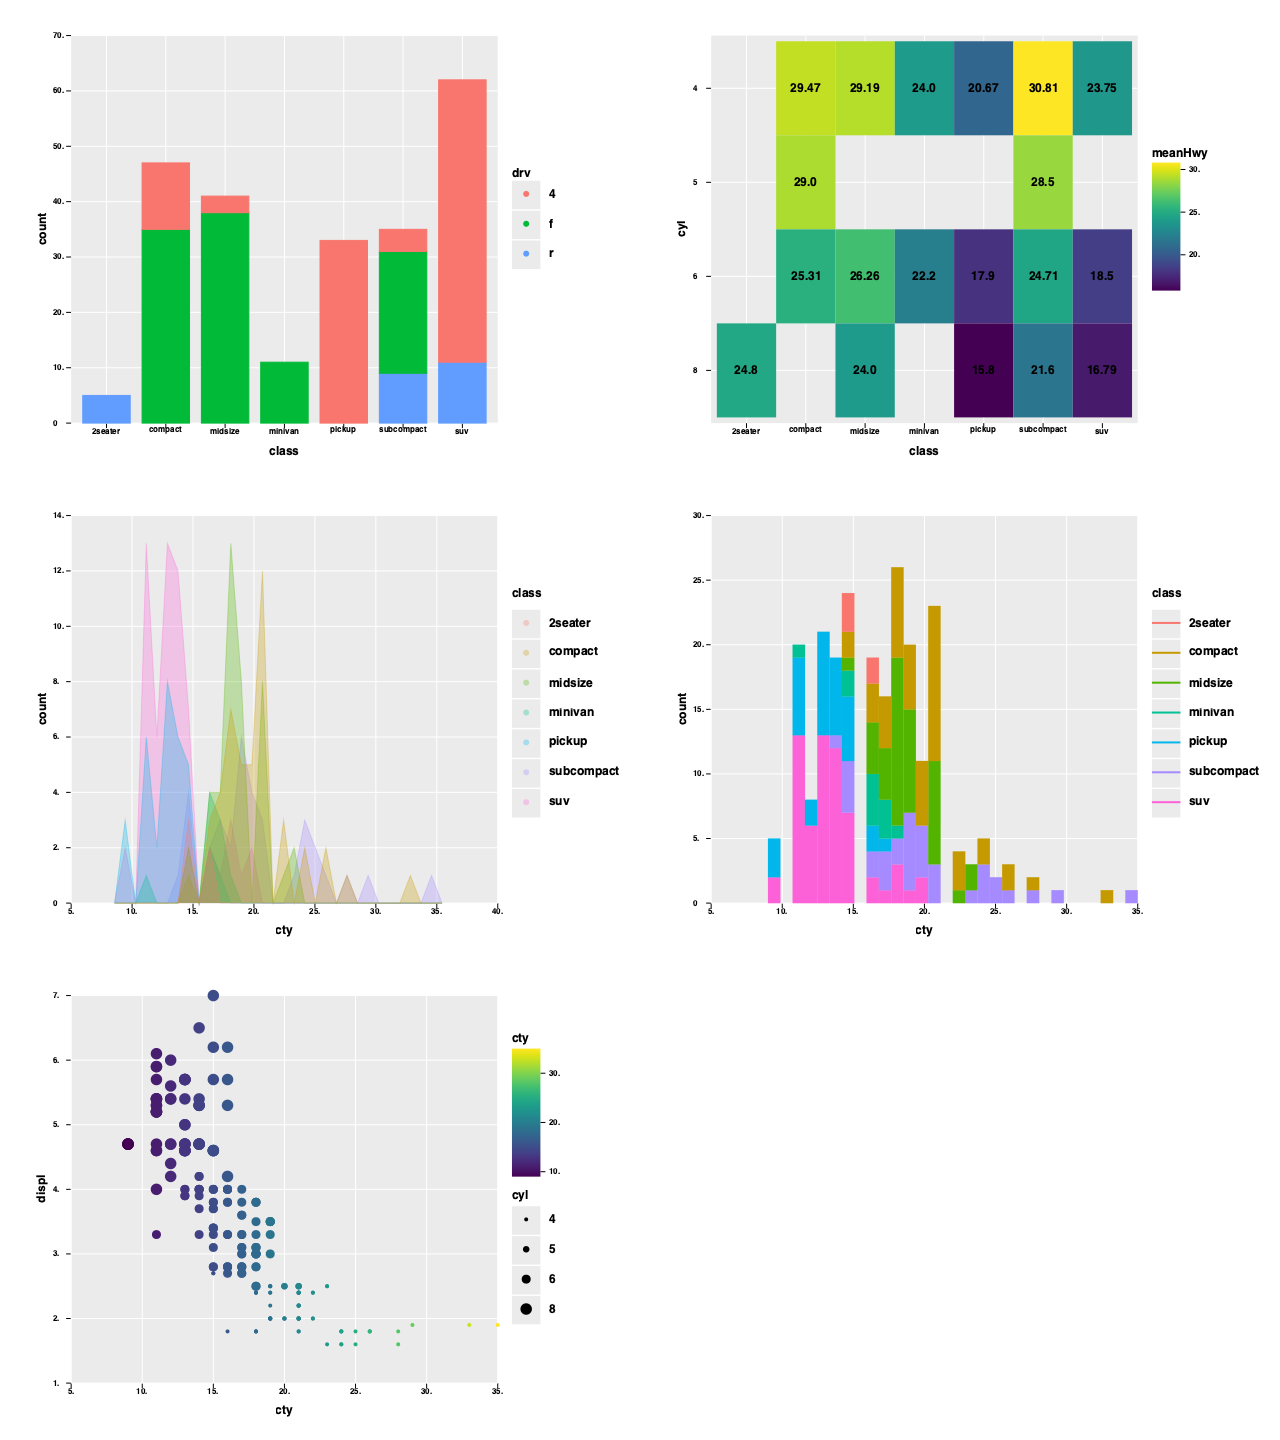 70.
60.
50.
40.
30.
20.
10.
0
count
2seater compact midsize minivan pickup subcompact suv
class
drv
4
f
r
4
5
6
8
cyl
29.47 29.19 24.0 20.67 30.81 23.75
29.0 28.5
25.31 26.26 22.2 17.9 24.71 18.5
24.8 24.0 15.8 21.6 16.79
2seater compact midsize minivan pickup subcompact suv
class
meanHwy
30.
25.
20.
14.
12.
10.
8.
6.
4.
2.
0
count
5. 10. 15. 20. 25. 30. 35. 40.
cty
class
2seater
compact
midsize
minivan
pickup
subcompact
suv
30.
25.
20.
15.
10.
5.
0
count
5. 10. 15. 20. 25. 30. 35.
cty
class
2seater
compact
midsize
minivan
pickup
subcompact
suv
7.
6.
5.
4.
3.
2.
1.
displ
5. 10. 15. 20. 25. 30. 35.
cty
cty
30.
20.
10.
cyl
4
5
6
8